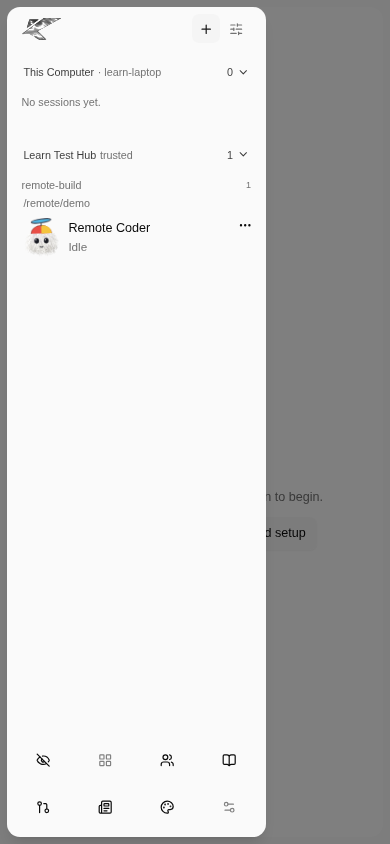 This Computer · learn-laptop 0
No sessions yet.
Learn Test Hub trusted 1
remote-build 1
/remote/demo
Remote Coder
Idle
to begin.
setup